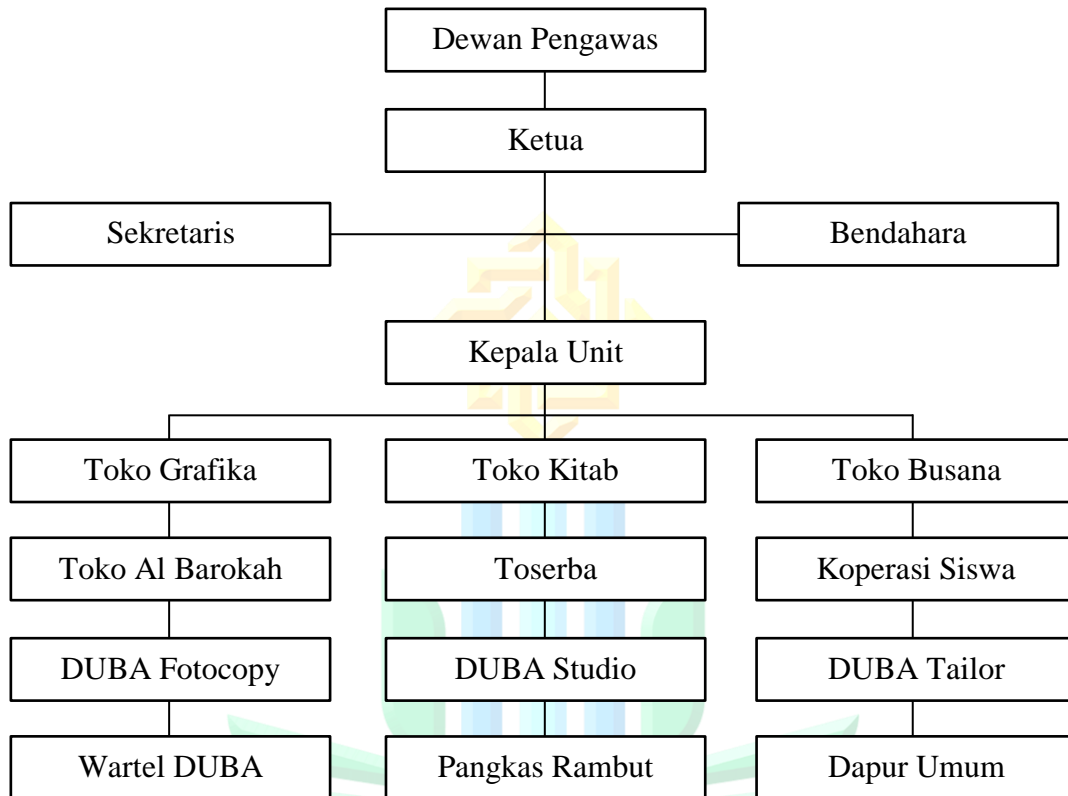 Dewan Pengawas
Ketua
Sekretaris
Bendahara
Kepala Unit
Toko Grafika
Toko Kitab
Toko Busana
Toko Al Barokah
Toserba
Koperasi Siswa
DUBA Fotocopy
DUBA Studio
DUBA Tailor
Wartel DUBA
Pangkas Rambut
Dapur Umum